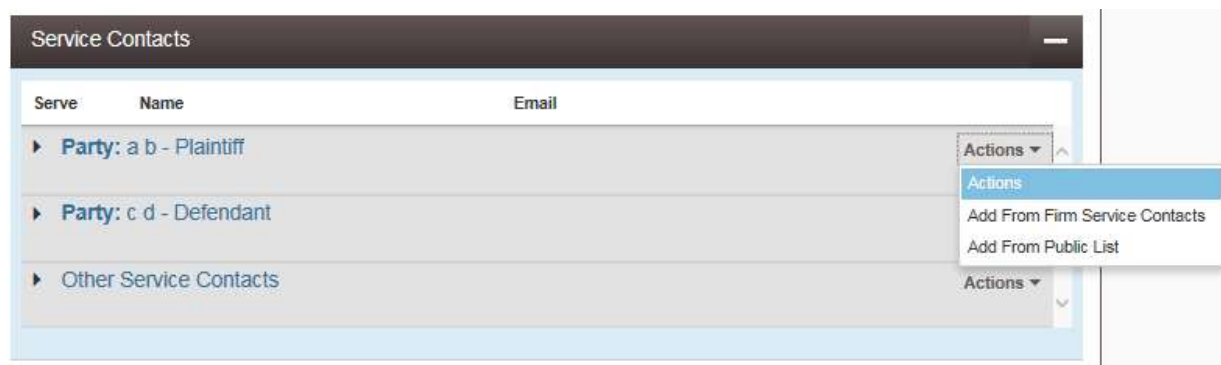 Service Contacts
Serve Name Email
Party: a b - Plaintiff Actions
Actions
Party: c d - Defendant
Add From Firm Service Contacts
Add From Public List
Other Service Contacts Actions